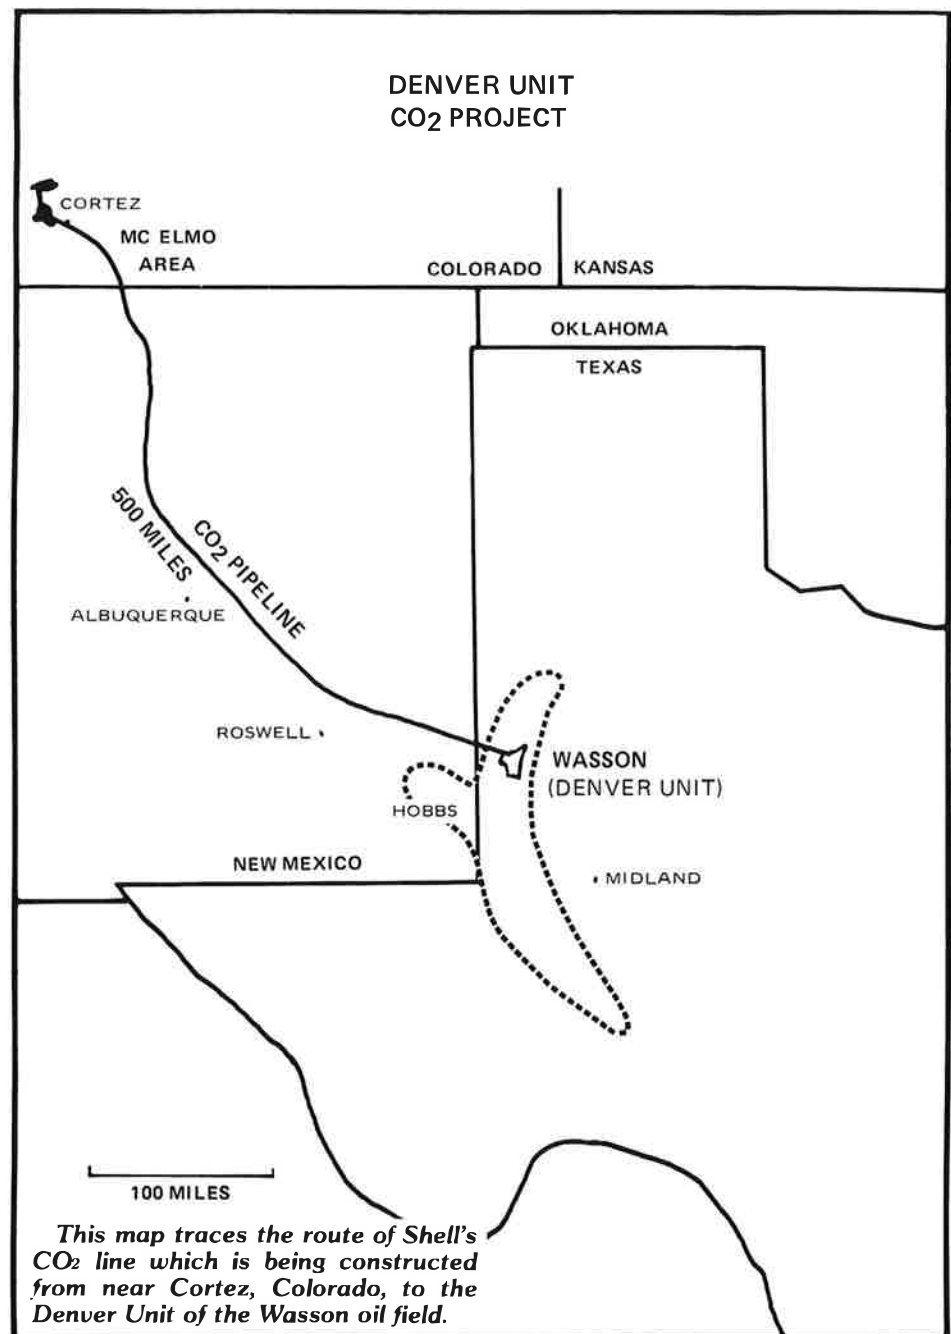 DENVER UNIT
CO2 PROJECT
CORTEZ
MC ELMO
AREA
COLORADO
KANSAS
OKLAHOMA
TEXAS
500 MILES
CO2 PIPELINE
ALBUQUERQUE
ROSWELL
WASSON
(DENVER UNIT)
HOBBS
NEW MEXICO
MIDLAND
100 MILES
This map traces the route of Shell's
CO2 line which is being constructed
from near Cortez, Colorado, to the
Denver Unit of the Wasson oil field.